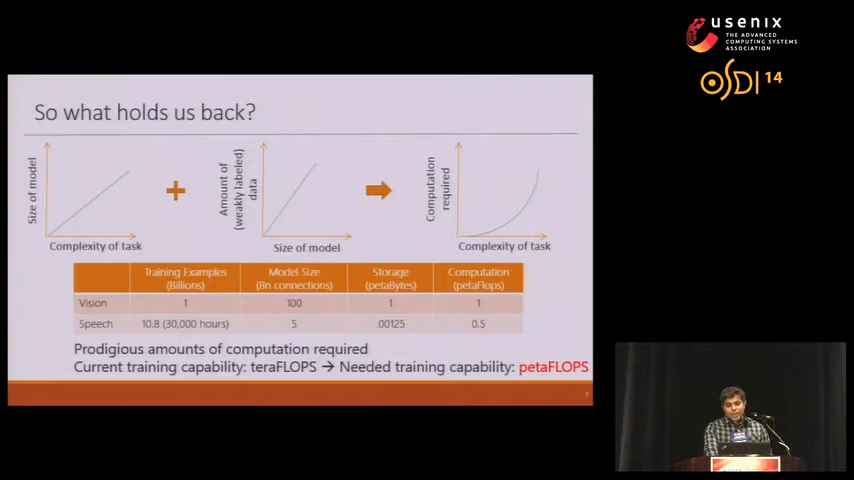 usenix
THE ADVANCED
COMPUTING SYSTEMS
ASSOCIATION
OSDI 14
So what holds us back?
Size of model
Complexity of task
+
Amount of
(weakly labeled)
data
Size of model
Computation
required
Complexity of task
Training Examples
(Billions)
Model Size
(Bn connections)
Storage
(petaBytes)
Computation
(petaFlops)
Vision 1 100 1 1
Speech 10.8 (30,000 hours) 5 .00125 0.5
Prodigious amounts of computation required
Current training capability: teraFLOPS → Needed training capability: petaFLOPS
7